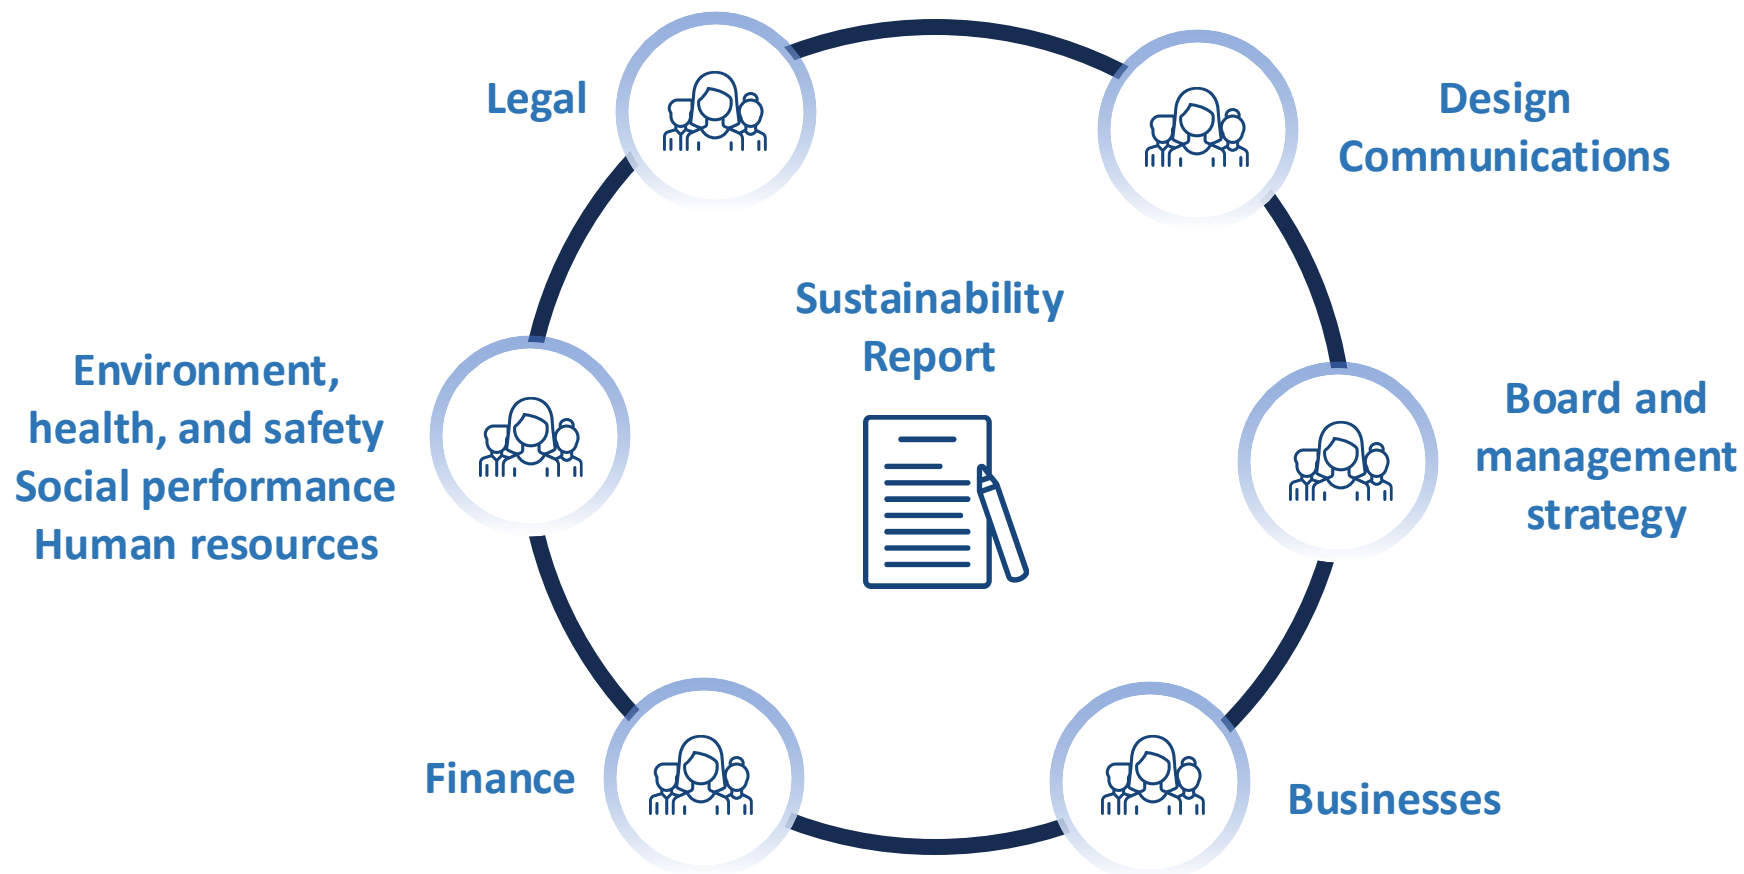 Legal
Design
Communications
Sustainability
Report
Environment,
health, and safety
Social performance
Human resources
Board and
management
strategy
Finance
Businesses